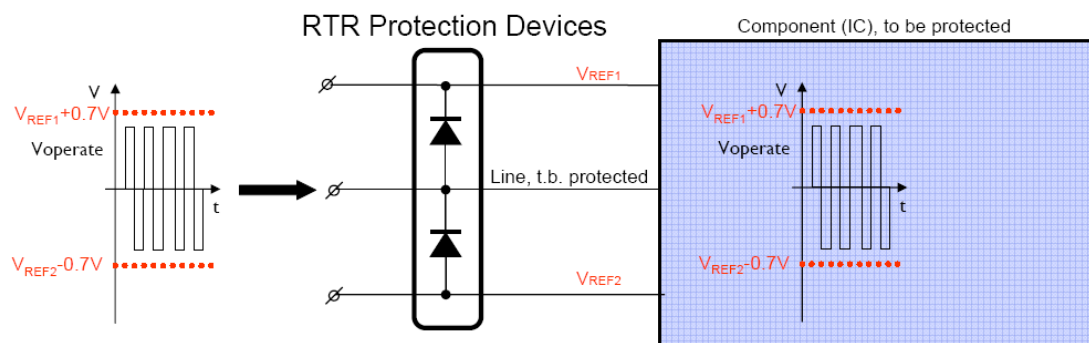 RTR Protection Devices
Component (IC), to be protected
V
VREF1+0.7V
Voperate
t
VREF2-0.7V
VREF1
Line, t.b. protected
VREF2
V
VREF1+0.7V
Voperate
t
VREF2-0.7V